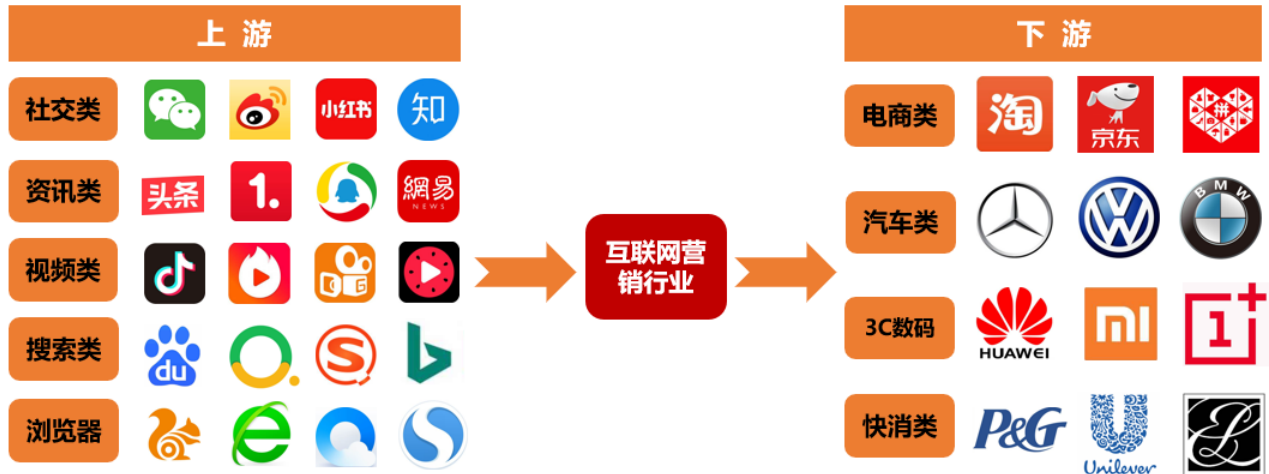 上 游
下 游
社交类
小红书
知
电商类
淘
京东
拼
资讯类
头条
1.
網易
NEWS
汽车类
BMW
视频类
互联网营
销行业
3C数码
HUAWEI
mi
1+
搜索类
du
S
b
浏览器
e
S
快消类
P&G
Unilever